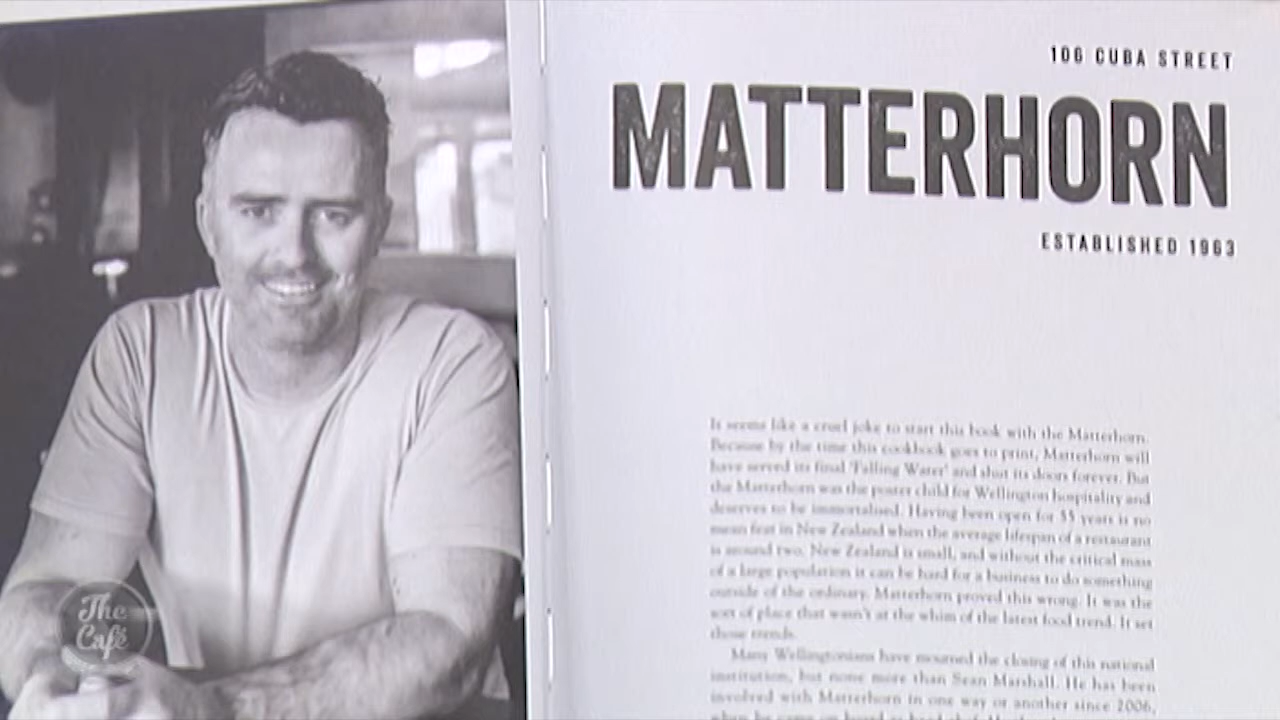 106 CUBA STREET
MATTERHORN
ESTABLISHED 1963
It seems like a cruel joke to start this book with the Matterhorn.
Because by the time this cookbook goes to print, Matterhorn will
have served its final 'Falling Water' and shut its doors forever. But
the Matterhorn was the poster child for Wellington hospitality and
deserves to be immortalised. Having been open for 55 years is no
mean feat in New Zealand when the average lifespan of a restaurant
is around two. New Zealand is small, and without the critical mass
of a large population it can be hard for a business to do something
outside of the ordinary. Matterhorn proved this wrong. It was the
sort of place that wasn't at the whim of the latest food trend. It set
those trends.
Many Wellingtonians have mourned the closing of this national
institution, but none more than Sean Marshall. He has been
involved with Matterhorn in one way or another since 2006,
when he came on board as head chef.
The
Café